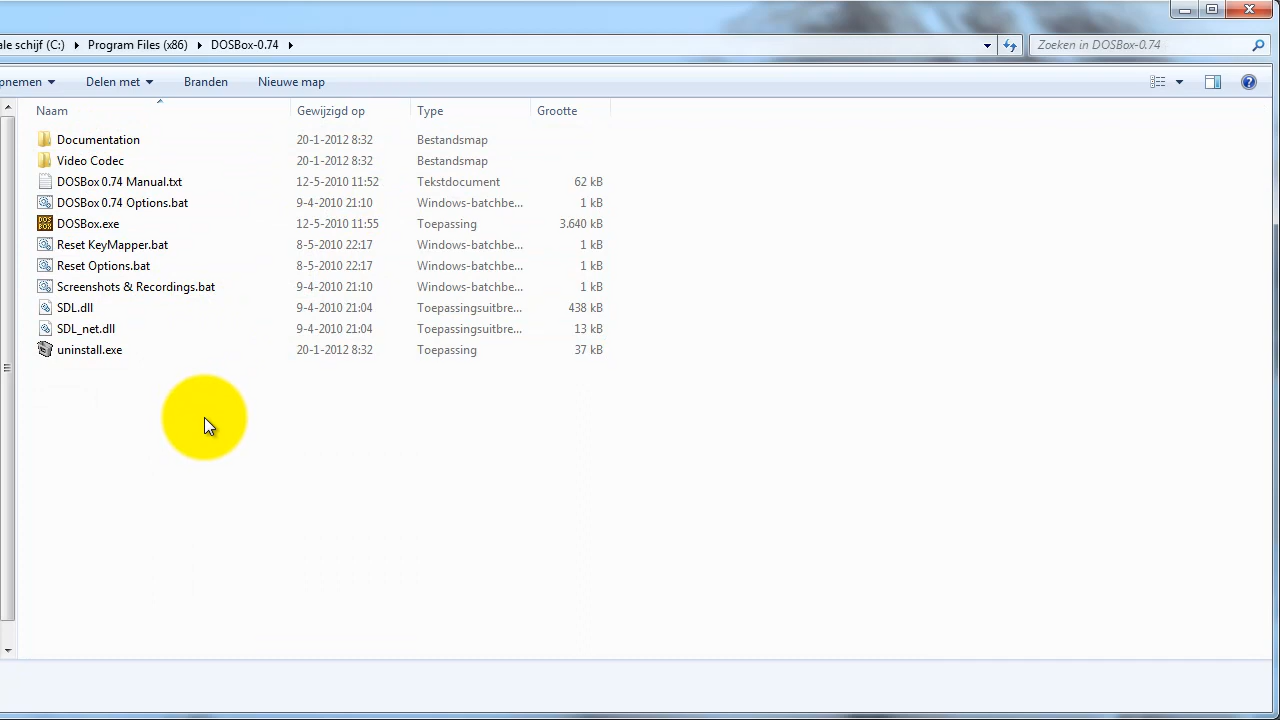 ale schijf (C:) Program Files (x86) DOSBox-0.74 Zoeken in DOSBox-0.74
pnemen Delen met Branden Nieuwe map
Naam Gewijzigd op Type Grootte
Documentation 20-1-2012 8:32 Bestandsmap
Video Codec 20-1-2012 8:32 Bestandsmap
DOSBox 0.74 Manual.txt 12-5-2010 11:52 Tekstdocument 62 kB
DOSBox 0.74 Options.bat 9-4-2010 21:10 Windows-batchbe... 1 kB
DOS BOX DOSBox.exe 12-5-2010 11:55 Toepassing 3.640 kB
Reset KeyMapper.bat 8-5-2010 22:17 Windows-batchbe... 1 kB
Reset Options.bat 8-5-2010 22:17 Windows-batchbe... 1 kB
Screenshots & Recordings.bat 9-4-2010 21:10 Windows-batchbe... 1 kB
SDL.dll 9-4-2010 21:04 Toepassingsuitbre... 438 kB
SDL_net.dll 9-4-2010 21:04 Toepassingsuitbre... 13 kB
uninstall.exe 20-1-2012 8:32 Toepassing 37 kB